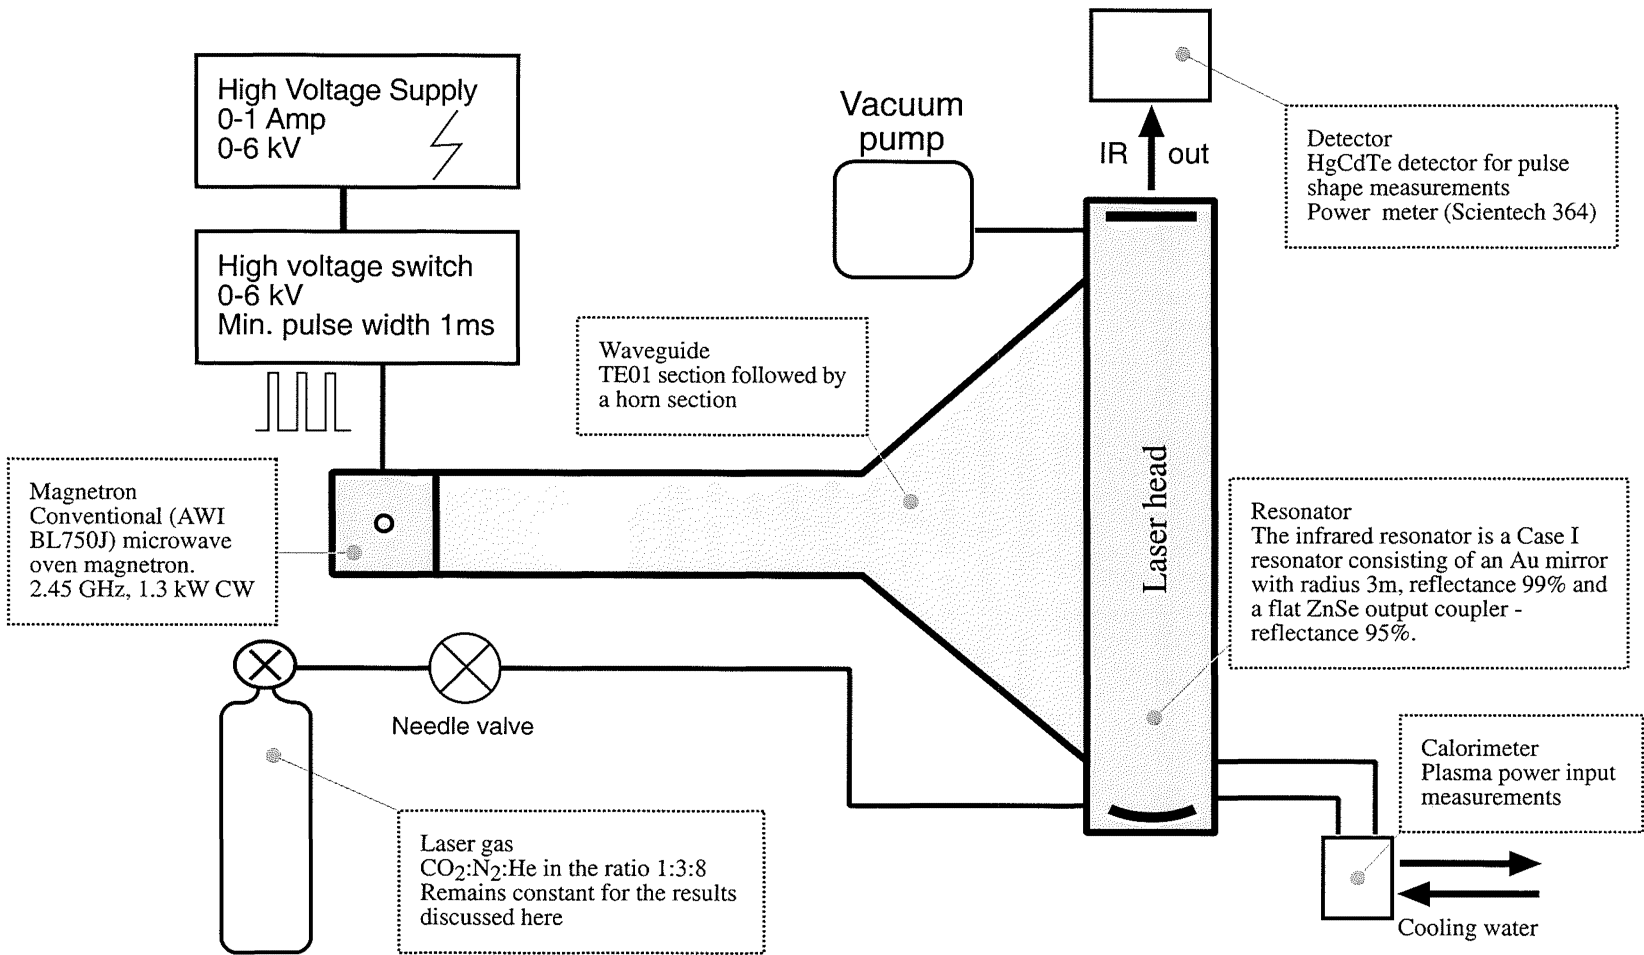 High Voltage Supply
0-1 Amp
0-6 kV
High voltage switch
0-6 kV
Min. pulse width 1ms
Vacuum
pump
IR out
Detector
HgCdTe detector for pulse
shape measurements
Power meter (Scientech 364)
Waveguide
TE01 section followed by
a horn section
Magnetron
Conventional (AWI
BL750J) microwave
oven magnetron.
2.45 GHz, 1.3 kW CW
Laser head
Resonator
The infrared resonator is a Case I
resonator consisting of an Au mirror
with radius 3m, reflectance 99% and
a flat ZnSe output coupler -
reflectance 95%.
Needle valve
Laser gas
CO2:N2:He in the ratio 1:3:8
Remains constant for the results
discussed here
Calorimeter
Plasma power input
measurements
Cooling water